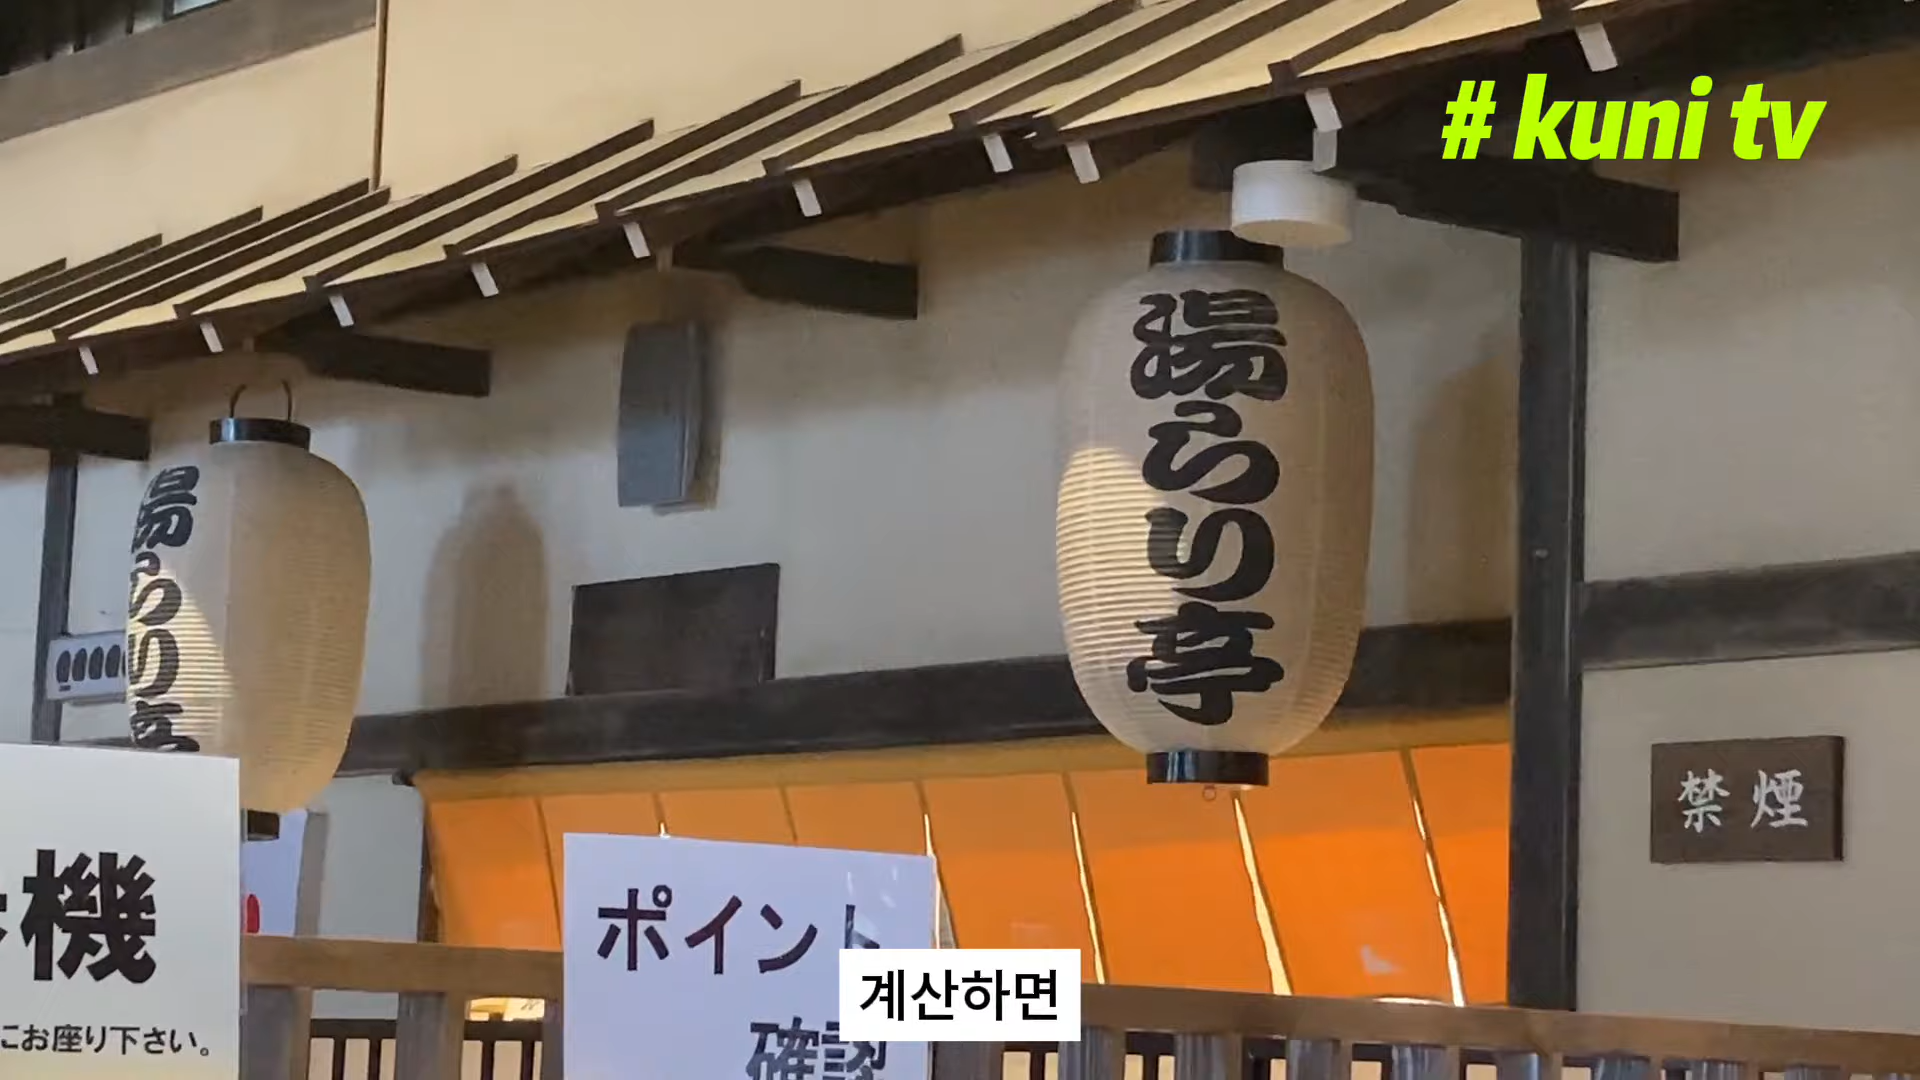 # kuni tv
湯らり亭
湯らり亭
禁煙
機
ポイント
にお座り下さい。
確認
계산하면